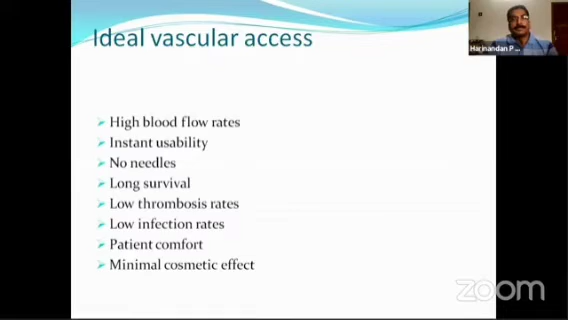 Ideal vascular access
Harinandan P...
High blood flow rates
Instant usability
No needles
Long survival
Low thrombosis rates
Low infection rates
Patient comfort
Minimal cosmetic effect
zoom